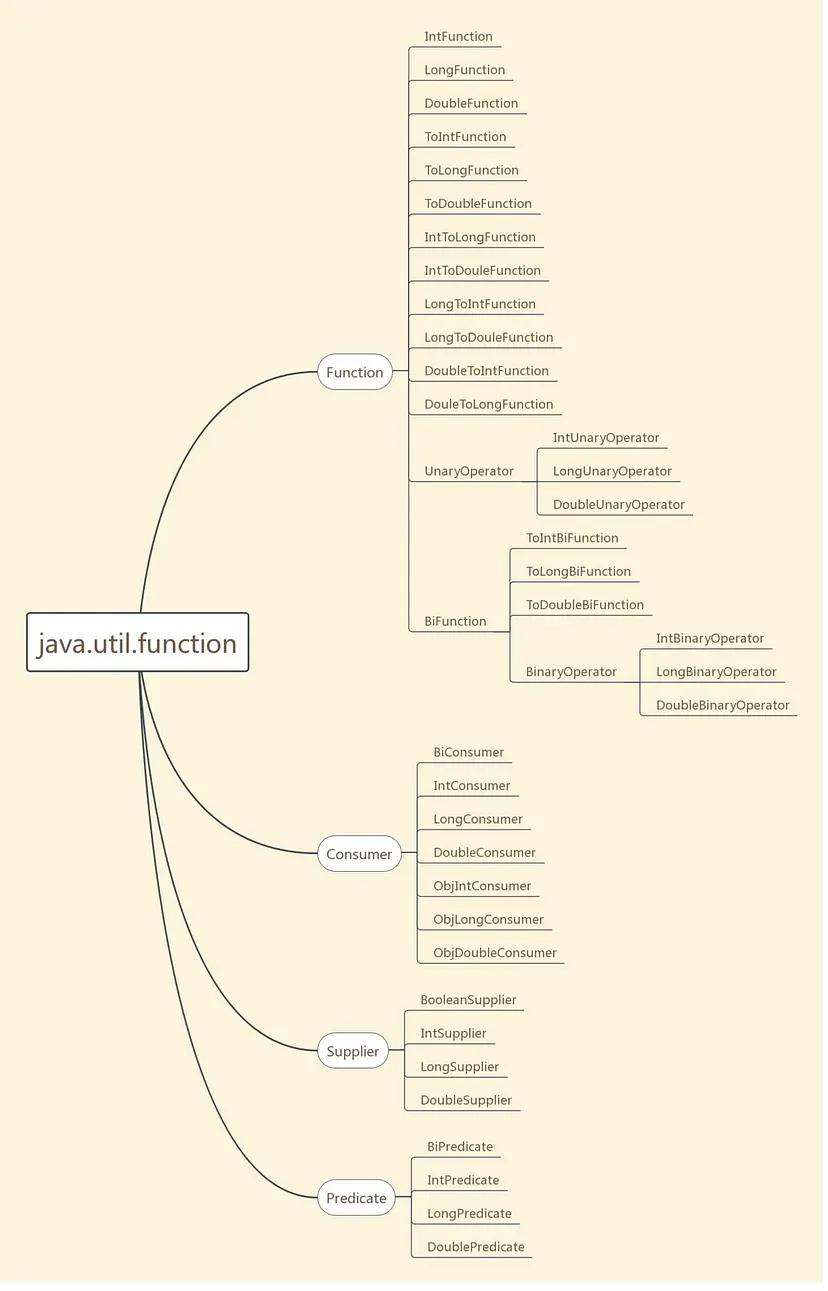 IntFunction
LongFunction
DoubleFunction
ToIntFunction
ToLongFunction
ToDoubleFunction
IntToLongFunction
IntToDouleFunction
LongToIntFunction
LongToDouleFunction
Function
DoubleToIntFunction
DouleToLongFunction
IntUnaryOperator
UnaryOperator
LongUnaryOperator
DoubleUnaryOperator
ToIntBiFunction
ToLongBiFunction
ToDoubleBiFunction
BiFunction
IntBinaryOperator
java.util.function
BinaryOperator
LongBinaryOperator
DoubleBinaryOperator
BiConsumer
IntConsumer
LongConsumer
Consumer
DoubleConsumer
ObjIntConsumer
ObjLongConsumer
ObjDoubleConsumer
BooleanSupplier
IntSupplier
Supplier
LongSupplier
DoubleSupplier
BiPredicate
IntPredicate
Predicate
LongPredicate
DoublePredicate